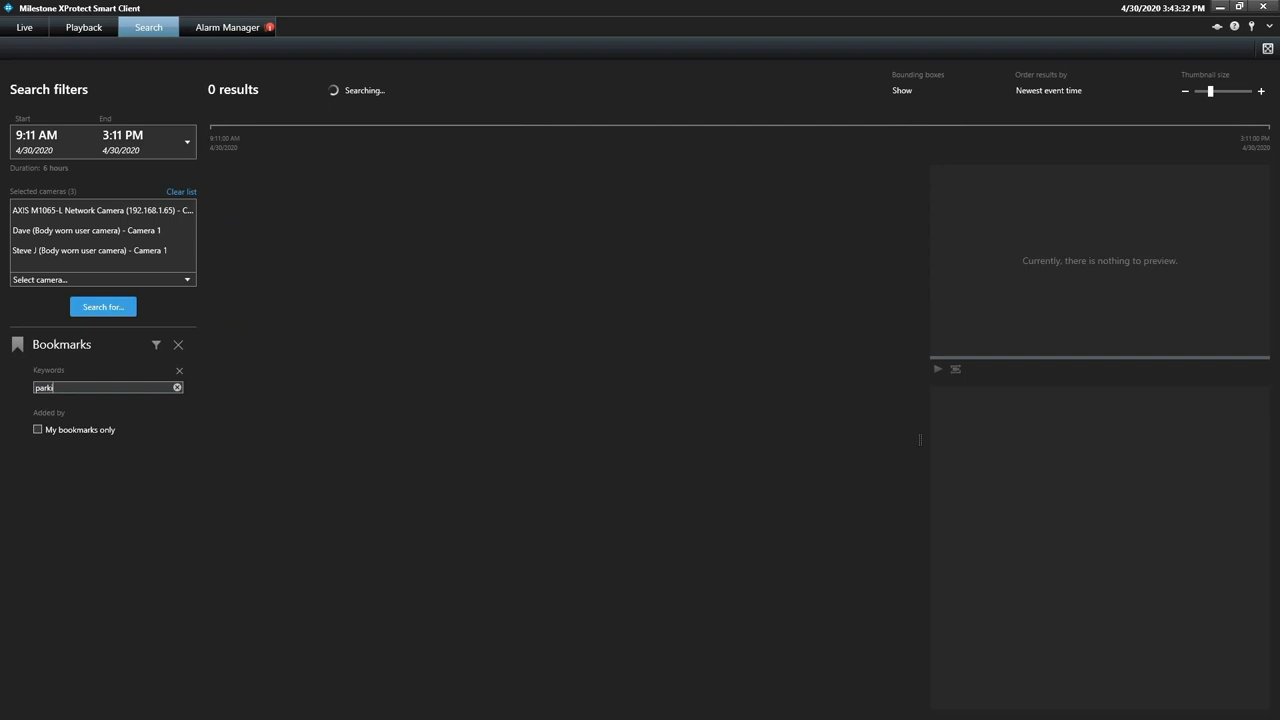 Milestone XProtect Smart Client
4/30/2020 3:43:32 PM
Live
Playback
Search
Alarm Manager
Search filters
0 results
Searching...
Bounding boxes
Show
Order results by
Newest event time
Thumbnail size
Start
End
9:11 AM
3:11 PM
4/30/2020
4/30/2020
9:11:00 AM
4/30/2020
3:11:00 PM
4/30/2020
Duration: 6 hours
Selected cameras (3)
Clear list
AXIS M1065-L Network Camera (192.168.1.65) - C...
Dave (Body worn user camera) - Camera 1
Steve J (Body worn user camera) - Camera 1
Select camera...
Search for...
Currently, there is nothing to preview.
Bookmarks
Keywords
parki
Added by
My bookmarks only